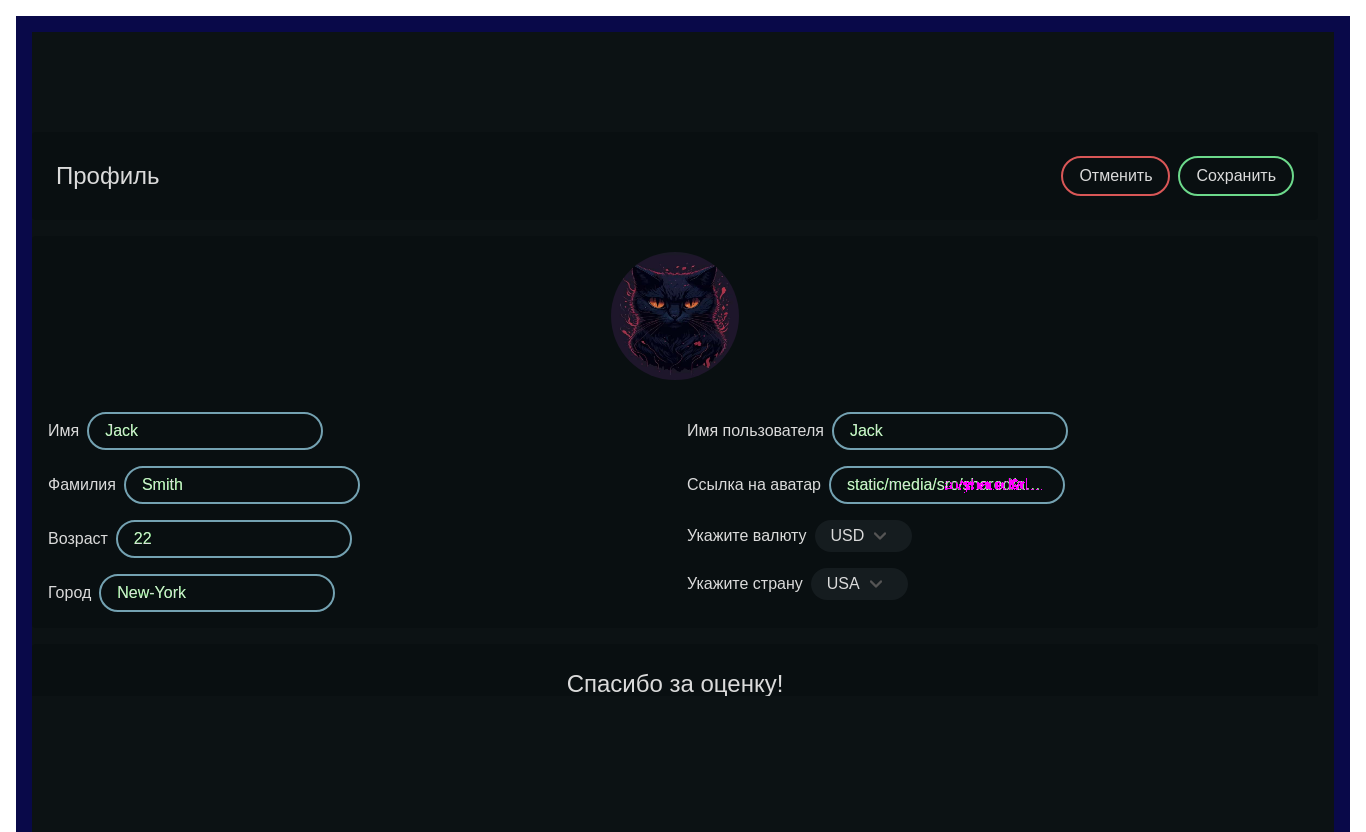 Профиль
Отменить
Сохранить
Имя Jack
Фамилия Smith
Возраст 22
Город New-York
Имя пользователя Jack
Ссылка на аватар static/media/src/
Укажите валюту USD
Укажите страну USA
Спасибо за оценку!